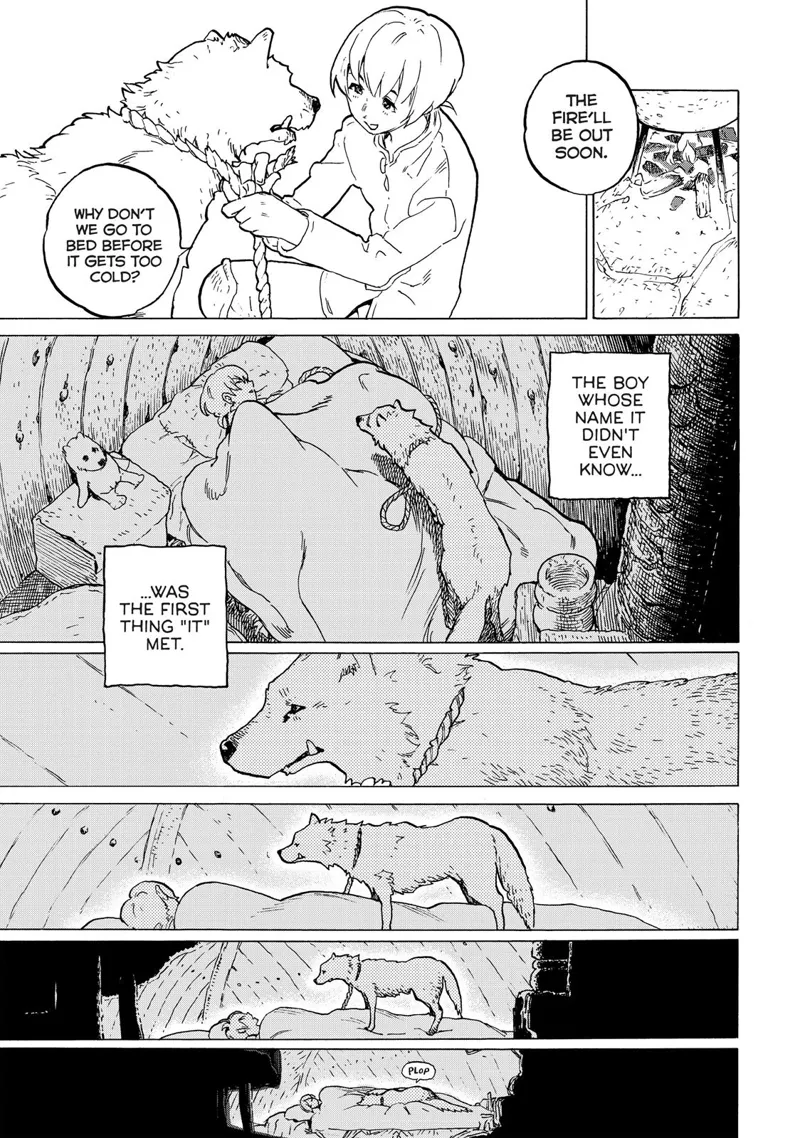 THE
FIRE'LL
BE OUT
SOON.
WHY DON'T
WE GO TO
BED BEFORE
IT GETS TOO
COLD?
THE BOY
WHOSE
NAME IT
DIDN'T
EVEN
KNOW...
...WAS
THE FIRST
THING "IT"
MET.
PLOP